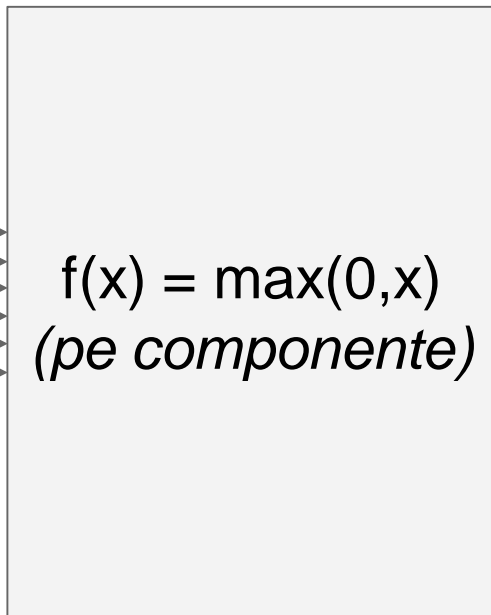 f(x) = max(0,x)
(pe componente)